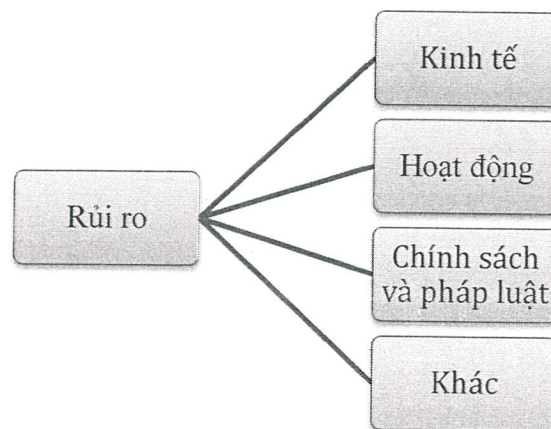 Rủi ro
Kinh tế
Hoạt động
Chính sách
và pháp luật
Khác